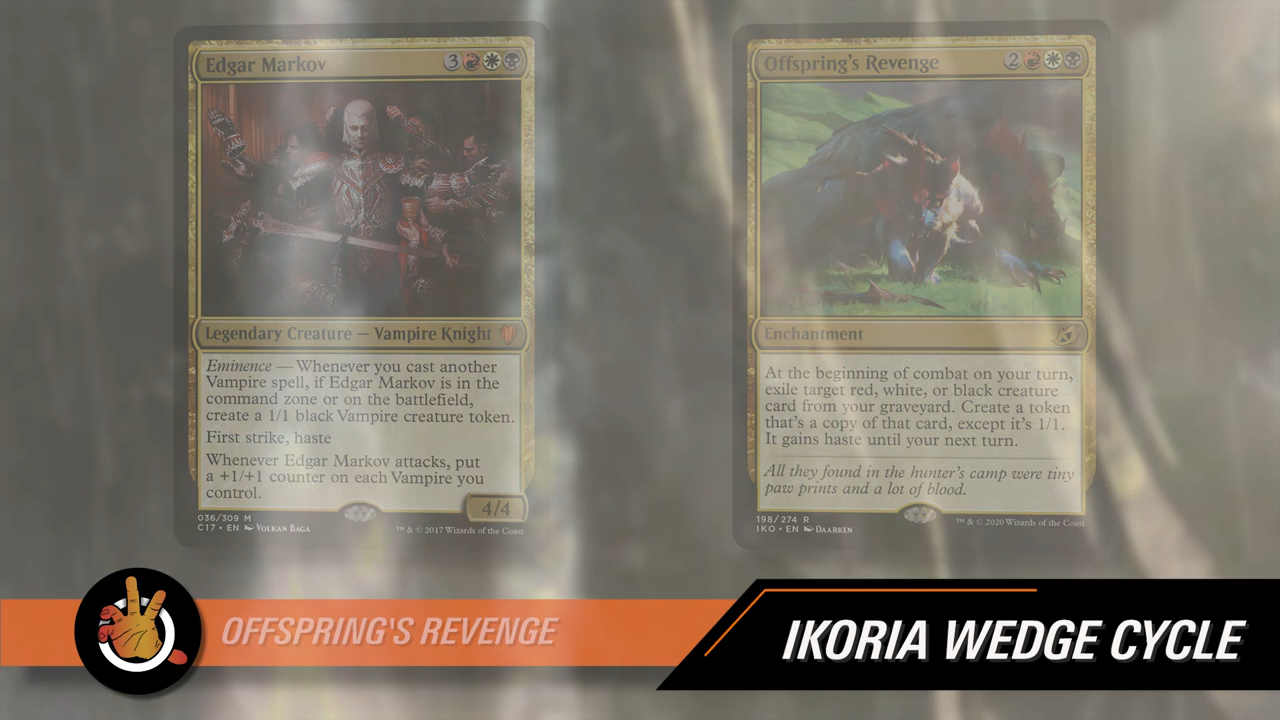 Edgar Markov 3
Legendary Creature — Vampire Knight
Eminence — Whenever you cast another
Vampire spell, if Edgar Markov is in the
command zone or on the battlefield,
create a 1/1 black Vampire creature token.
First strike, haste
Whenever Edgar Markov attacks, put
a +1/+1 counter on each Vampire you
control.
4/4
036/309 M
C17 • EN VOLKAN BAGA
™ & © 2017 Wizards of the Coast
Offspring's Revenge 2
Enchantment
At the beginning of combat on your turn,
exile target red, white, or black creature
card from your graveyard. Create a token
that's a copy of that card, except it's 1/1.
It gains haste until your next turn.
All they found in the hunter's camp were tiny
paw prints and a lot of blood.
198/274 R
IKO • EN DAARKEN
™ & © 2020 Wizards of the Coast
OFFSPRING'S REVENGE
IKORIA WEDGE CYCLE